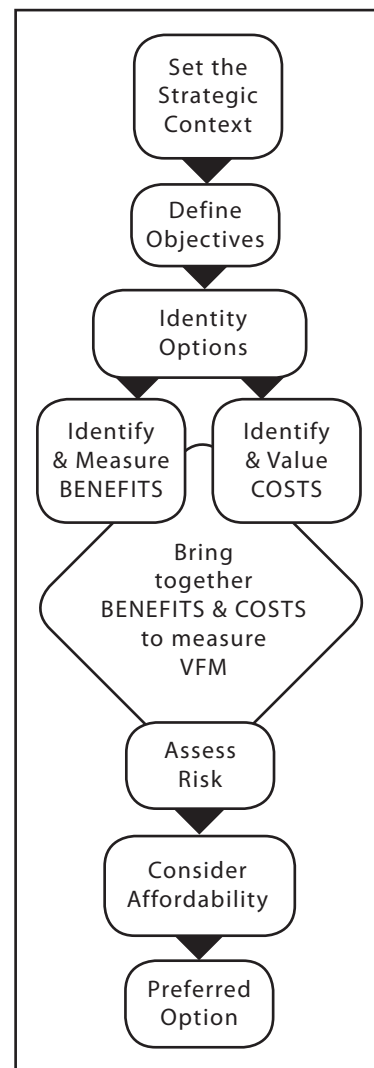 Set the
Strategic
Context
Define
Objectives
Identity
Options
Identify
& Measure
BENEFITS
Identify
& Value
COSTS
Bring
together
BENEFITS & COSTS
to measure
VFM
Assess
Risk
Consider
Affordability
Preferred
Option